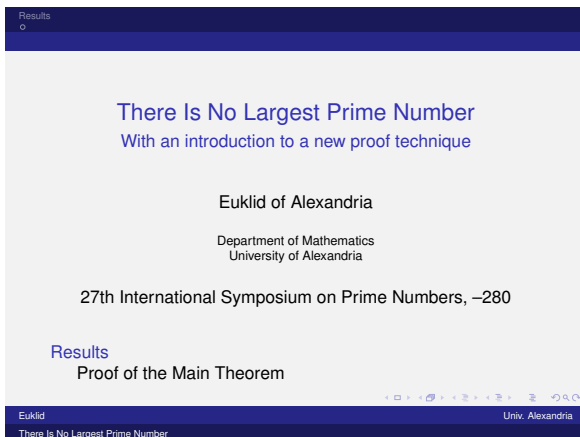 Results
There Is No Largest Prime Number
With an introduction to a new proof technique
Euklid of Alexandria
Department of Mathematics
University of Alexandria
27th International Symposium on Prime Numbers, –280
Results
Proof of the Main Theorem
Euklid Univ. Alexandria
There Is No Largest Prime Number